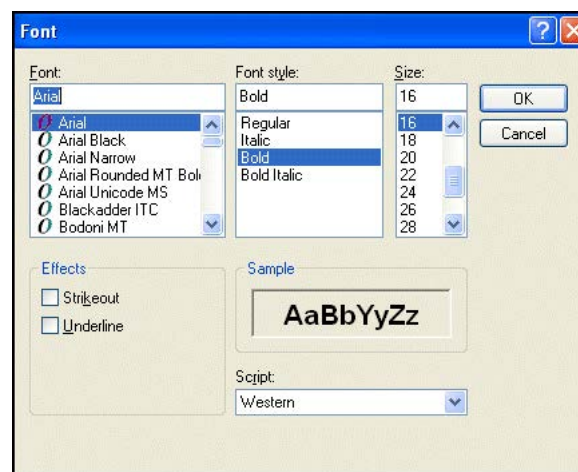 Font
Font: Font style: Size:
Arial Bold 16 OK
Arial Regular 16 Cancel
Arial Black Italic 18
Arial Narrow Bold 20
Arial Rounded MT Bol Bold Italic 22
Arial Unicode MS 24
Blackadder ITC 26
Bodoni MT 28
Effects Sample
Strikeout AaBbYyZz
Underline
Script:
Western